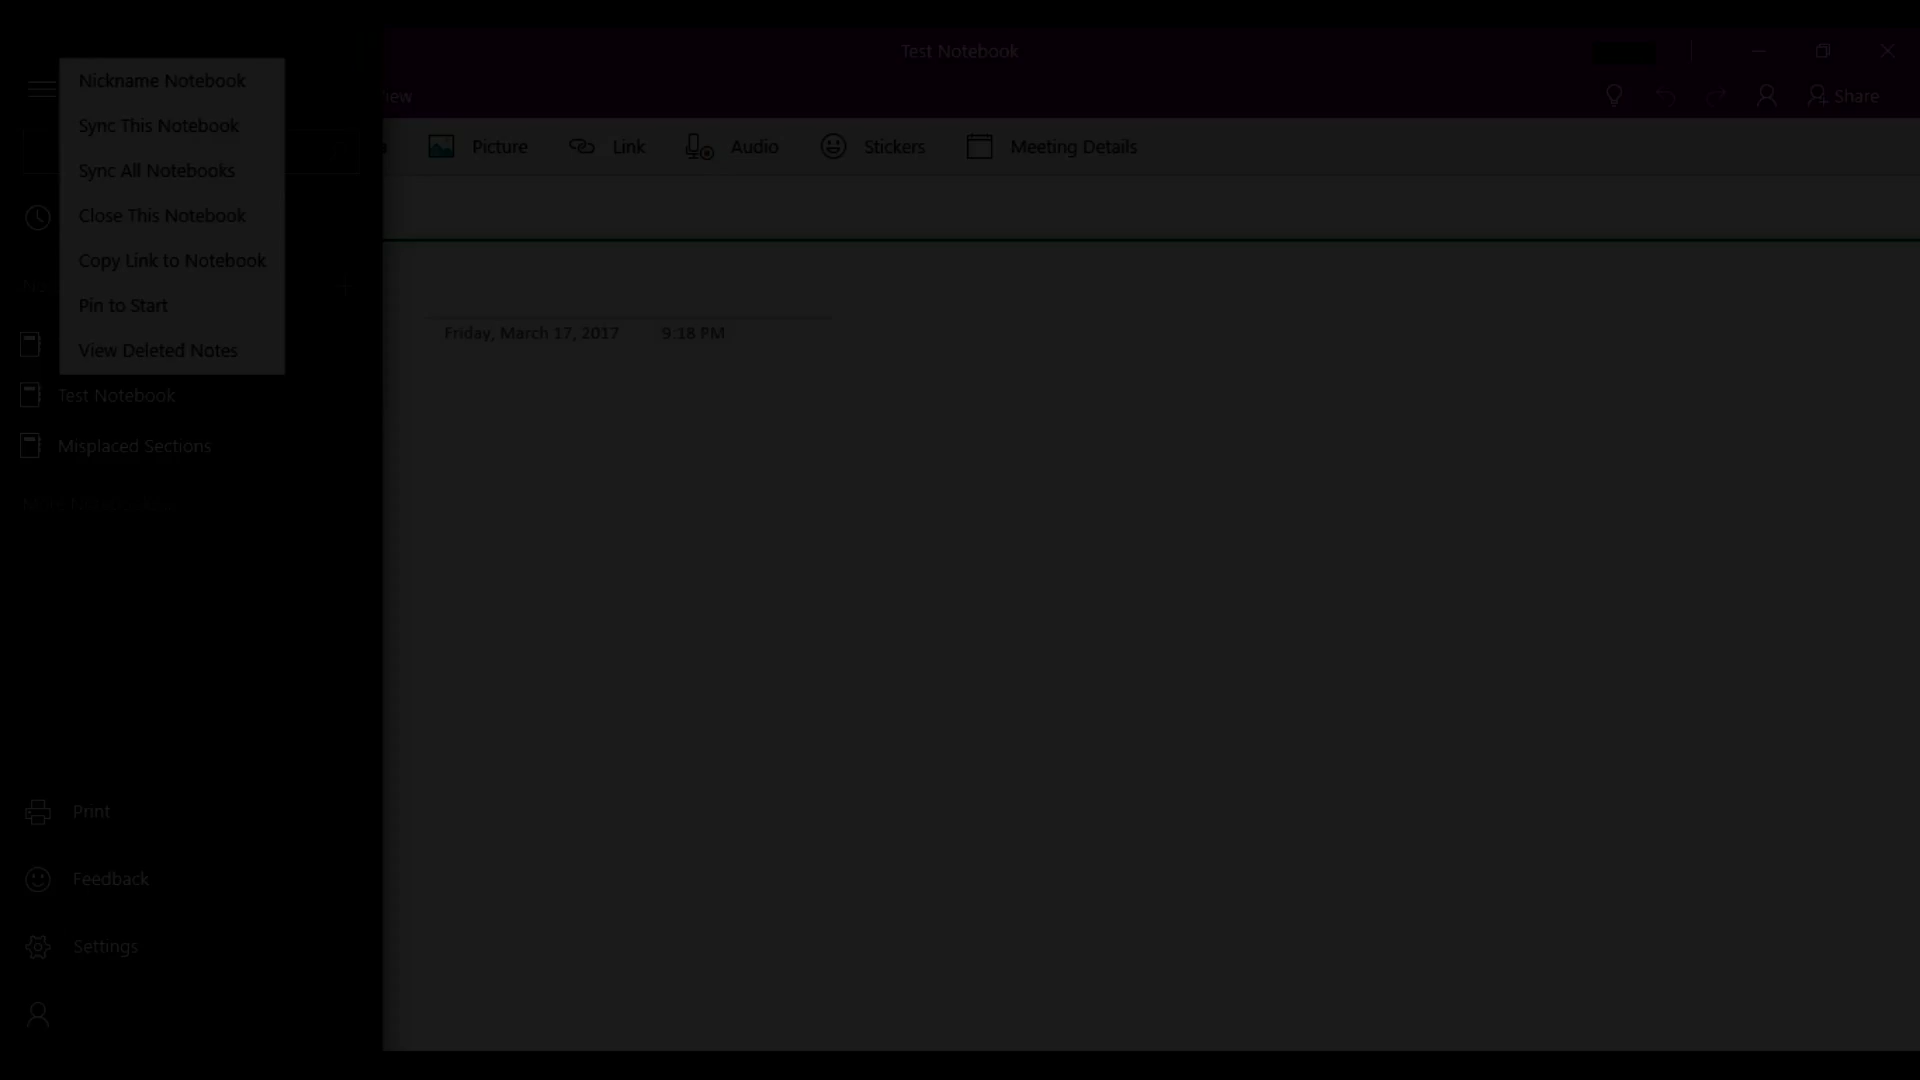 Test Notebook
Nickname Notebook
Sync This Notebook
Sync All Notebooks
Close This Notebook
Copy Link to Notebook
Pin to Start
View Deleted Notes
Share
Picture
Link
Audio
Stickers
Meeting Details
Friday, March 17, 2017 9:18 PM
Test Notebook
Misplaced Sections
Print
Feedback
Settings